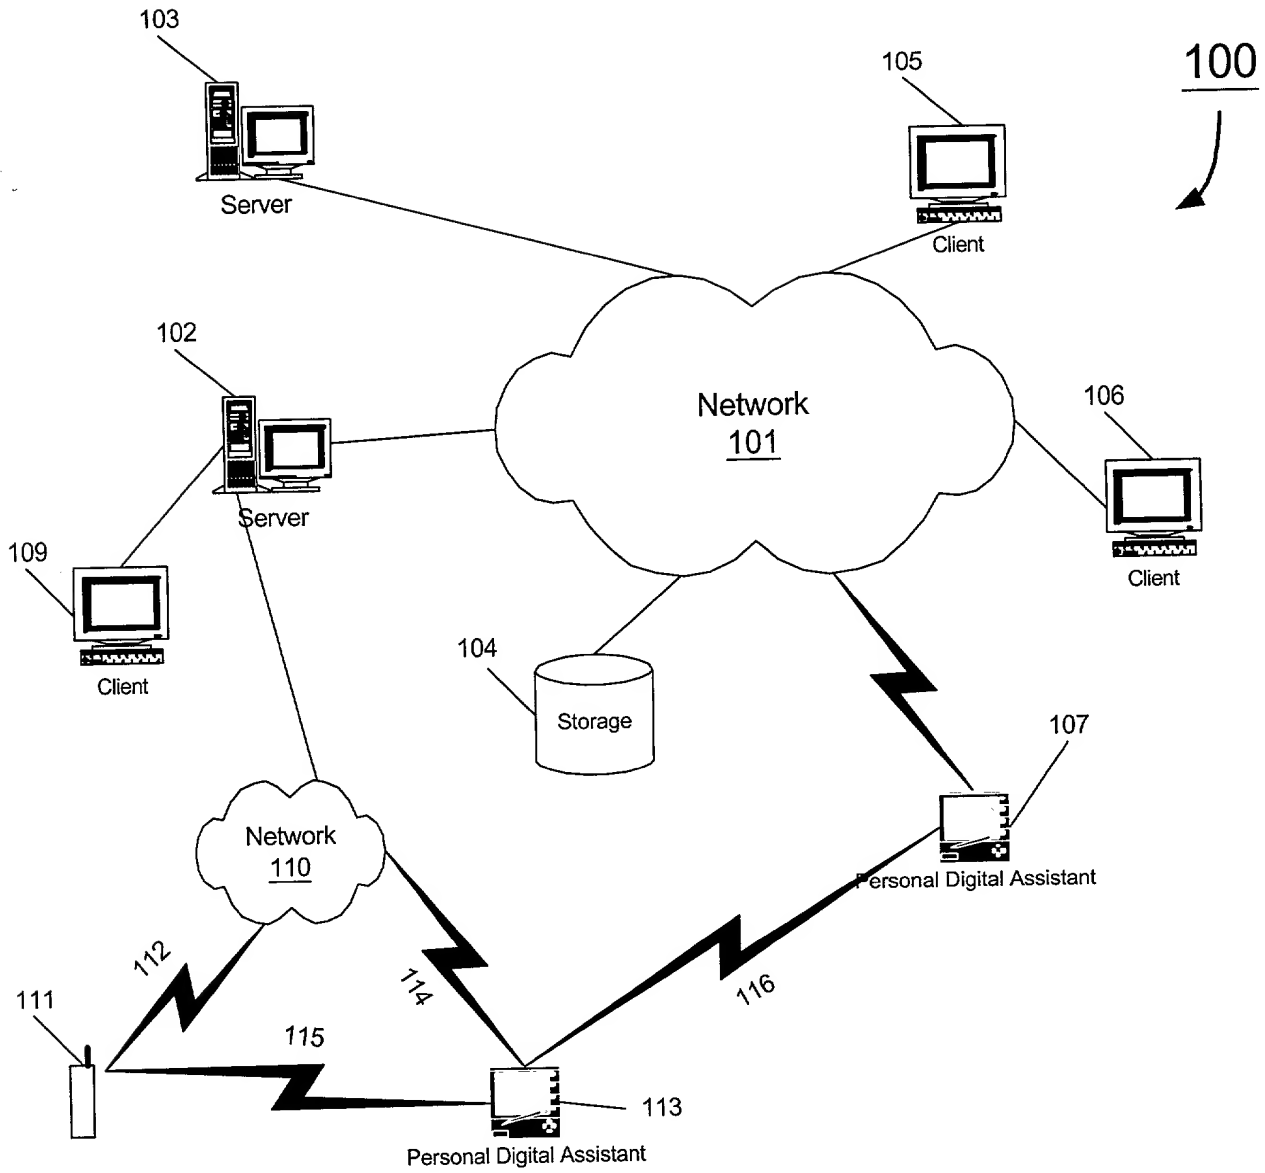 103
105
100
Server
Client
102
Network
101
106
Server
109
Client
104
Client
Storage
107
Network
110
Personal Digital Assistant
112
114
116
111
115
113
Personal Digital Assistant